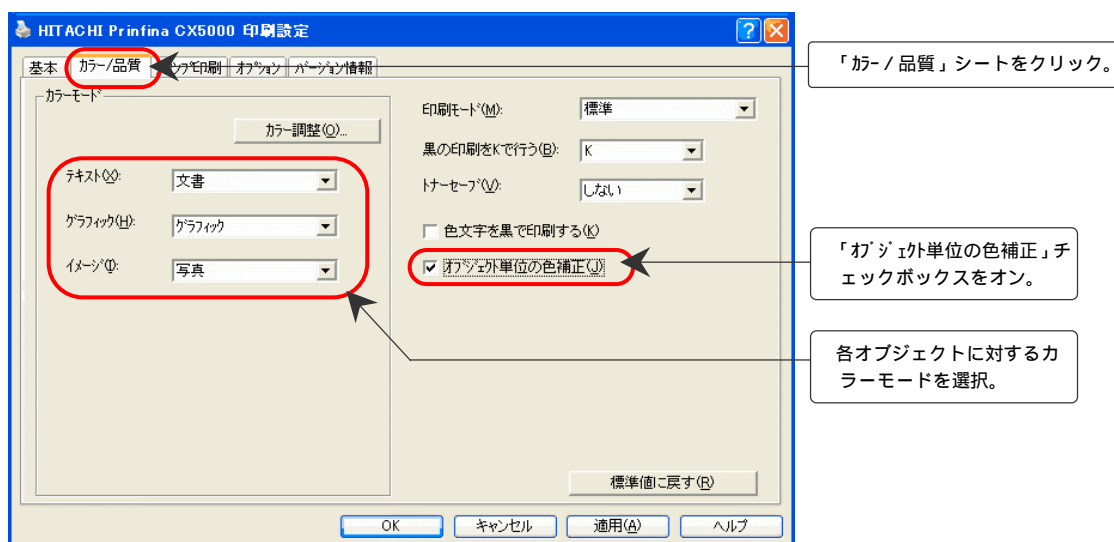 HITACHI Prinfina CX5000 印刷設定
基本 ｶﾗｰ/品質 ﾝﾌﾟ印刷 ｵﾌﾟｼｮﾝ ﾊﾞｰｼﾞｮﾝ情報
「ｶﾗｰ / 品質」シートをクリック。
ｶﾗｰﾓｰﾄﾞ
ｶﾗｰ調整(O)...
ﾃｷｽﾄ(X): 文書
ｸﾞﾗﾌｨｯｸ(H): ｸﾞﾗﾌｨｯｸ
ｲﾒｰｼﾞ(I): 写真
印刷ﾓｰﾄﾞ(M): 標準
黒の印刷をKで行う(B): K
ﾄﾅｰｾｰﾌﾞ(V): しない
色文字を黒で印刷する(K)
ｵﾌﾞｼﾞｪｸﾄ単位の色補正(J)
「ｵﾌﾞｼﾞｪｸﾄ単位の色補正」チ
ェックボックスをオン。
各オブジェクトに対するカ
ラーモードを選択。
標準値に戻す(R)
OK キャンセル 適用(A) ヘルプ